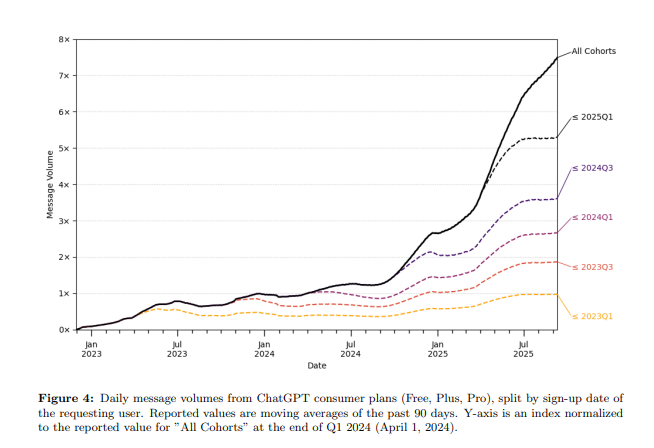 8×
All Cohorts
7×
6×
≤ 2025Q1
5×
≤ 2024Q3
4×
Message Volume
3×
≤ 2024Q1
2×
≤ 2023Q3
1×
≤ 2023Q1
0×
Jan Jul Jan Jul Jan Jul
2023 2023 2024 2024 2025 2025
Date
Figure 4: Daily message volumes from ChatGPT consumer plans (Free, Plus, Pro), split by sign-up date of
the requesting user. Reported values are moving averages of the past 90 days. Y-axis is an index normalized
to the reported value for ”All Cohorts” at the end of Q1 2024 (April 1, 2024).